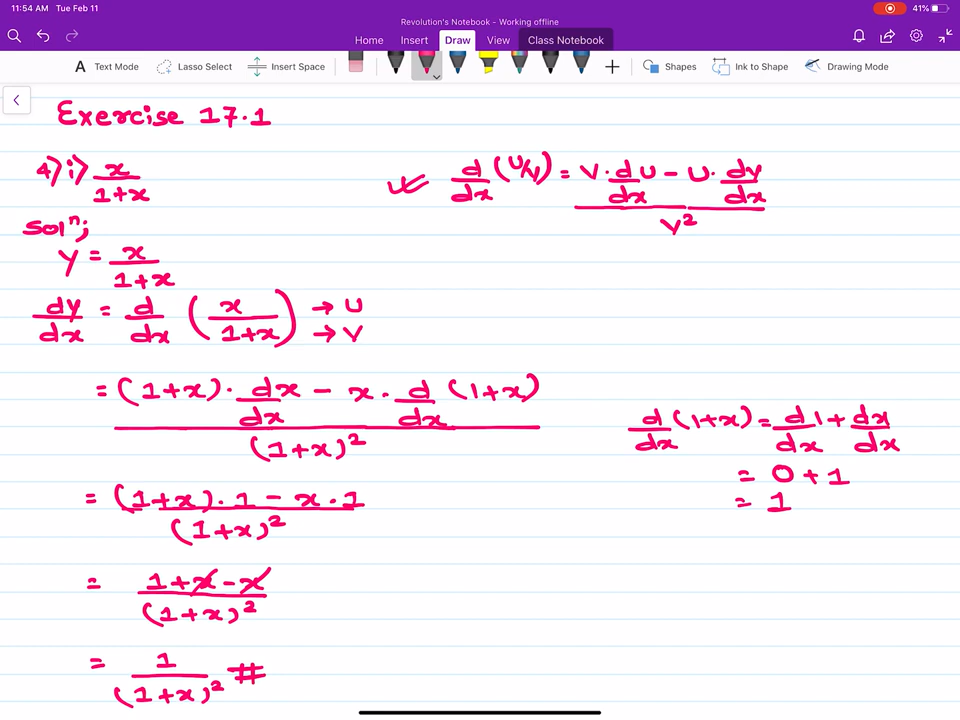 11:54 AM Tue Feb 11
41%
Revolution's Notebook - Working offline
Home Insert Draw View Class Notebook
A Text Mode Lasso Select Insert Space Shapes Ink to Shape Drawing Mode
Exercise 17.1
4) i) x/(1+x)
d/dx (U/V) = (V · dU/dx - U · dV/dx)/V²
Solⁿ;
y = x/(1+x)
dy/dx = d/dx (x/(1+x)) → U → V
= ((1+x) · dx/dx - x · d/dx (1+x))/(1+x)²
d/dx (1+x) = d1/dx + dx/dx
= 0 + 1
= 1
= ((1+x) · 1 - x · 1)/(1+x)²
= (1+x-x)/(1+x)²
= 1/(1+x)² #